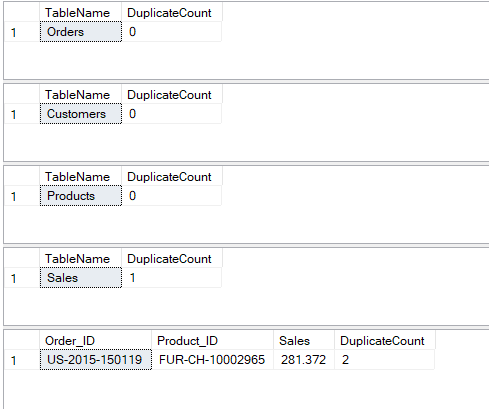 TableName DuplicateCount
1 Orders 0
TableName DuplicateCount
1 Customers 0
TableName DuplicateCount
1 Products 0
TableName DuplicateCount
1 Sales 1
Order_ID Product_ID Sales DuplicateCount
1 US-2015-150119 FUR-CH-10002965 281.372 2